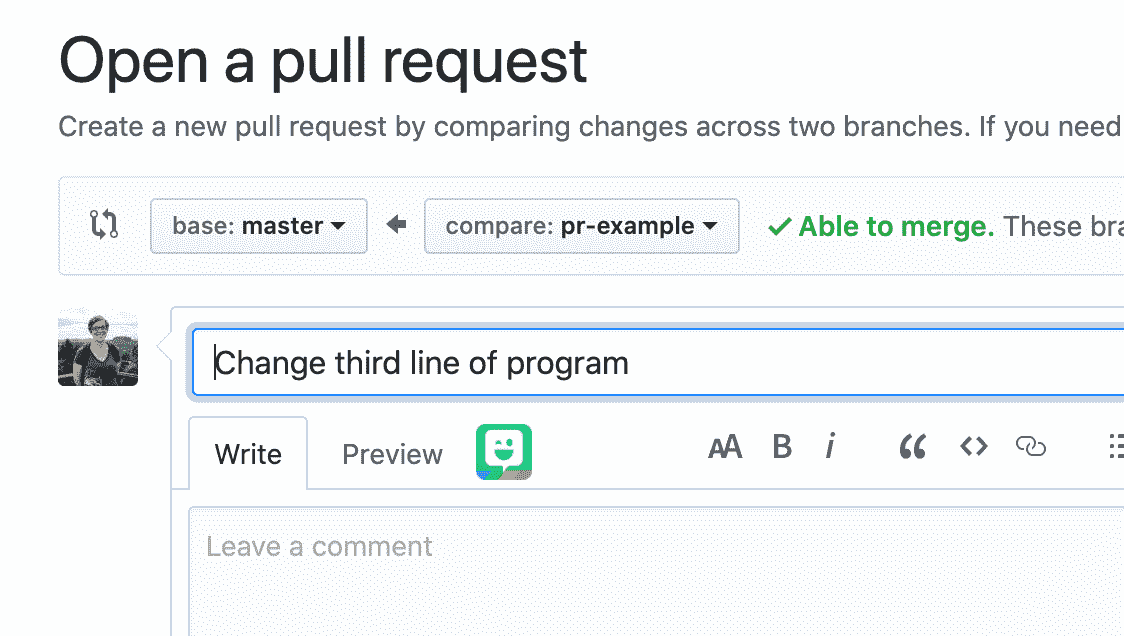 Open a pull request
Create a new pull request by comparing changes across two branches. If you need
base: master compare: pr-example Able to merge. These bra
Change third line of program
Write Preview AA B i
Leave a comment